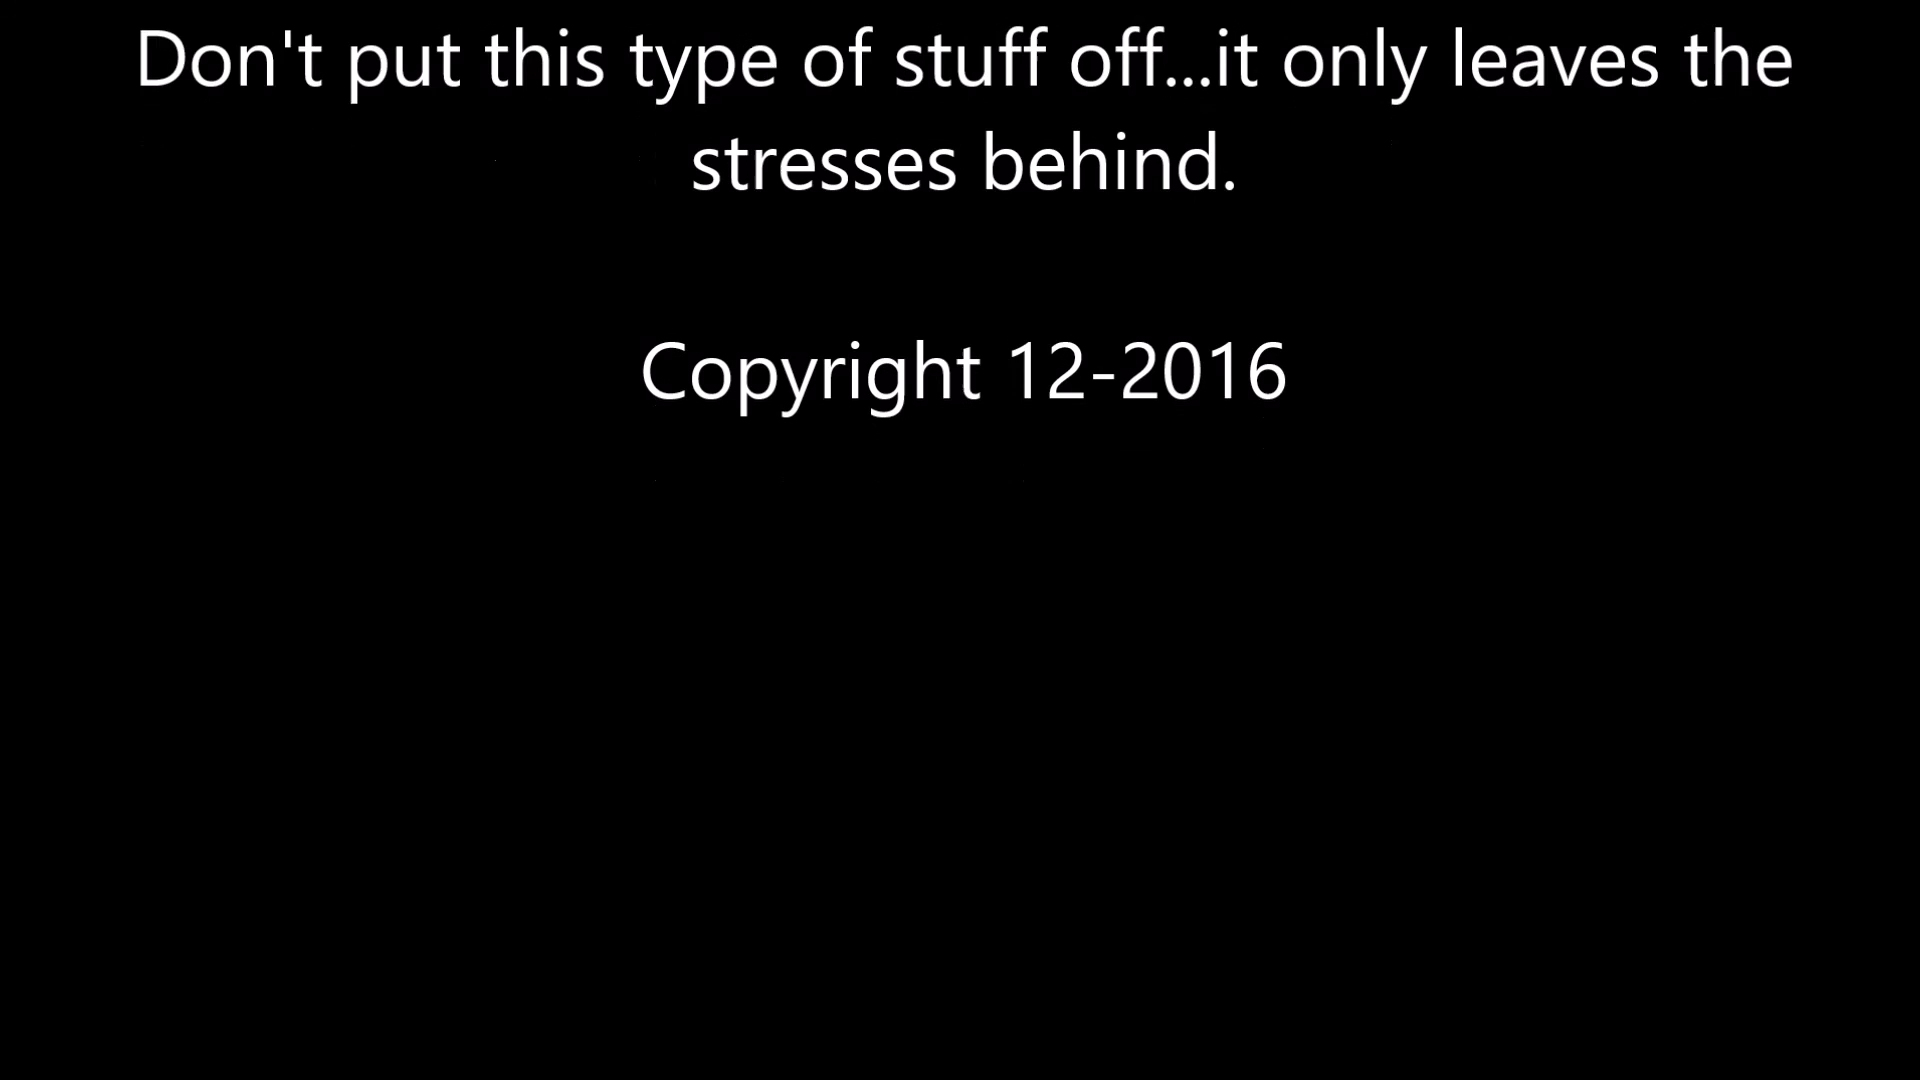 Don't put this type of stuff off...it only leaves the
stresses behind.
Copyright 12-2016